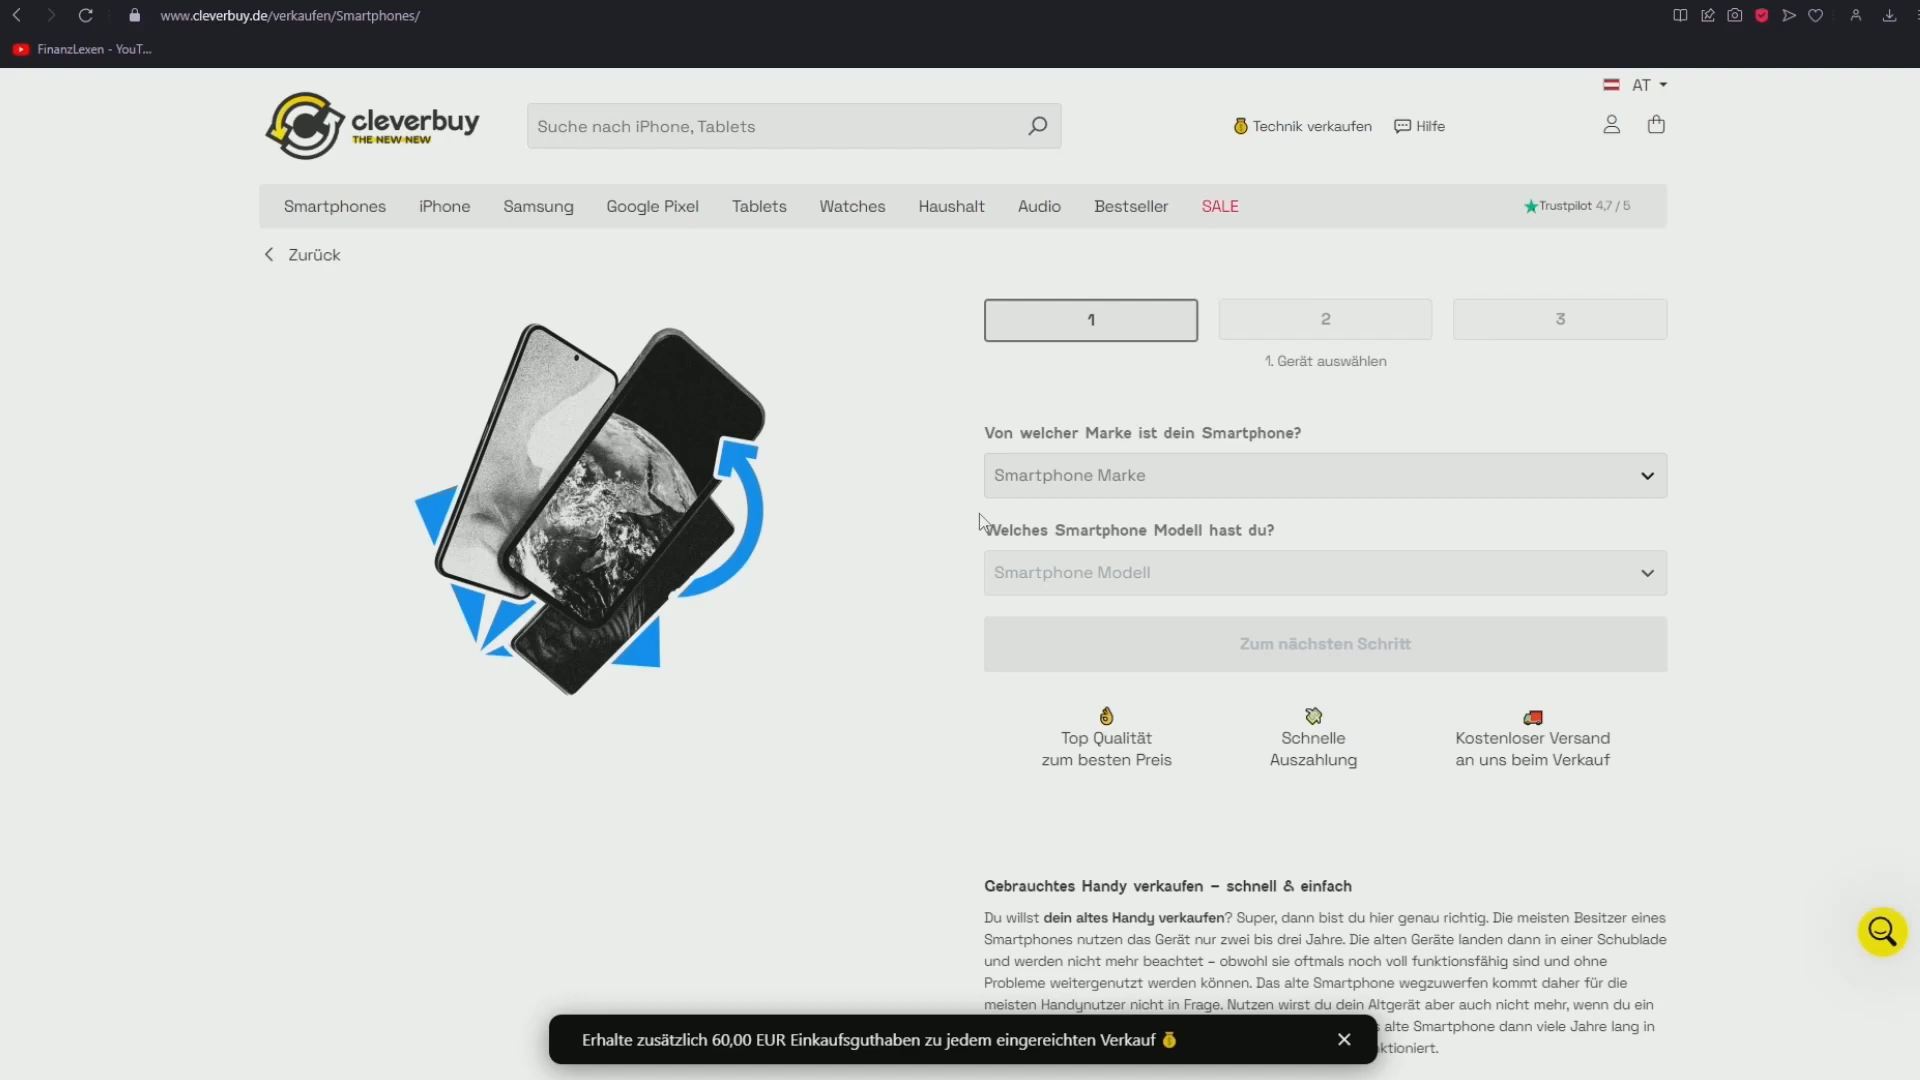 www.cleverbuy.de/verkaufen/Smartphones/
FinanzLexen - YouT...
AT
cleverbuy
THE NEW NEW
Suche nach iPhone, Tablets
Technik verkaufen
Hilfe
Smartphones iPhone Samsung Google Pixel Tablets Watches Haushalt Audio Bestseller SALE
Trustpilot 4,7 / 5
Zurück
1 2 3
1. Gerät auswählen
Von welcher Marke ist dein Smartphone?
Smartphone Marke
Welches Smartphone Modell hast du?
Smartphone Modell
Zum nächsten Schritt
Top Qualität
zum besten Preis
Schnelle
Auszahlung
Kostenloser Versand
an uns beim Verkauf
Gebrauchtes Handy verkaufen – schnell & einfach
Du willst dein altes Handy verkaufen? Super, dann bist du hier genau richtig. Die meisten Besitzer eines
Smartphones nutzen das Gerät nur zwei bis drei Jahre. Die alten Geräte landen dann in einer Schublade
und werden nicht mehr beachtet – obwohl sie oftmals noch voll funktionsfähig sind und ohne
Probleme weitergenutzt werden können. Das alte Smartphone wegzuwerfen kommt daher für die
meisten Handynutzer nicht in Frage. Nutzen wirst du dein Altgerät aber auch nicht mehr, wenn du ein
alte Smartphone dann viele Jahre lang in
ktioniert.
Erhalte zusätzlich 60,00 EUR Einkaufsguthaben zu jedem eingereichten Verkauf